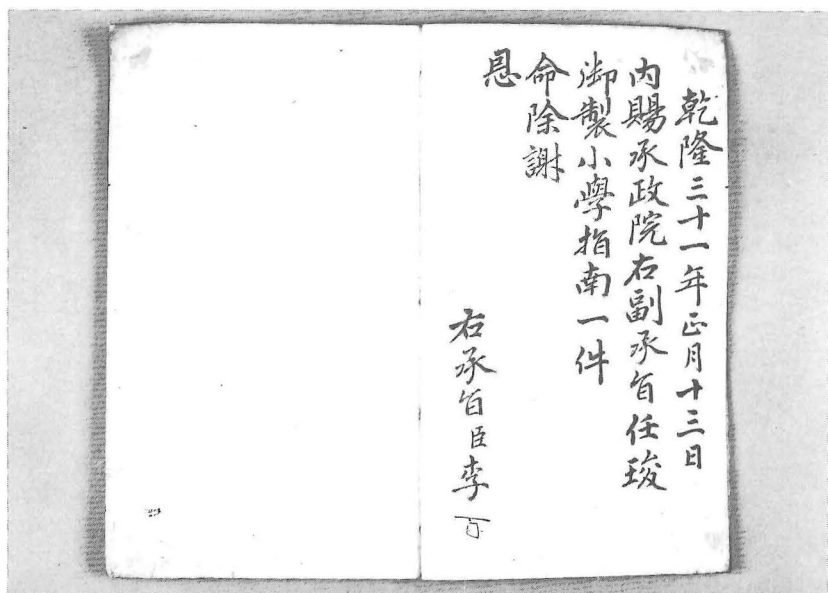 乾隆三十一年正月十三日
內賜承政院右副承旨任㻐
御製小學指南一件
命除謝
恩
右承旨臣李